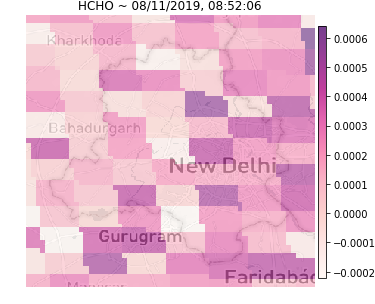 HCHO ~ 08/11/2019, 08:52:06
Kharkhoda
0.0006
0.0005
Bahadurgarh
0.0004
0.0003
0.0002
New Delhi
0.0001
0.0000
Gurugram
−0.0001
Faridabad
−0.0002